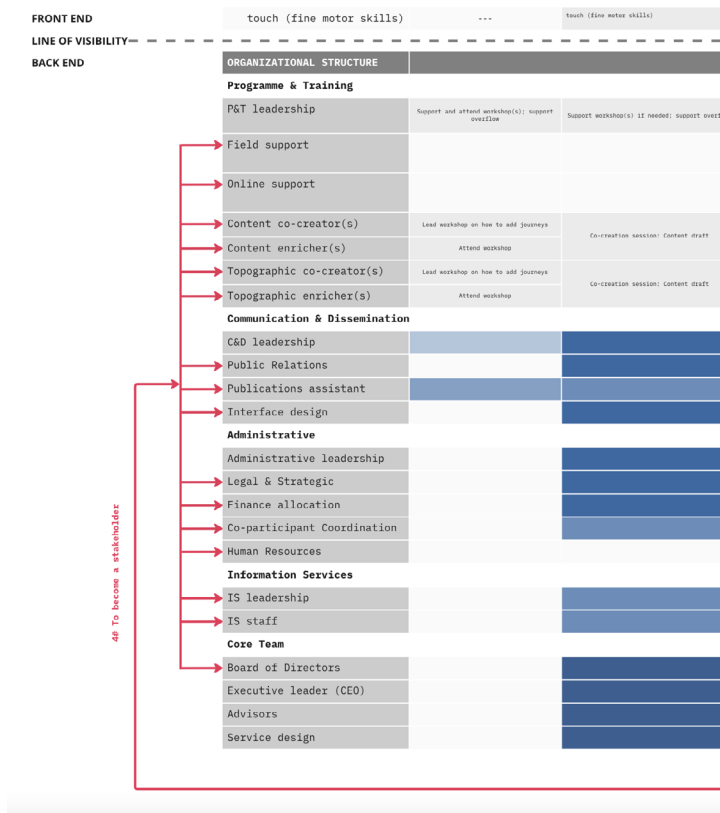 FRONT END
touch (fine motor skills)
---
touch (fine motor skills)
LINE OF VISIBILITY
BACK END
ORGANIZATIONAL STRUCTURE
Programme & Training
P&T leadership
Support and attend workshop(s); support
overflow
Support workshop(s) if needed; support
Field support
Online support
Content co-creator(s)
Lead workshop on how to add journeys
Co-creation session: Content draft
Content enricher(s)
Attend workshop
Topographic co-creator(s)
Lead workshop on how to add journeys
Co-creation session: Content draft
Topographic enricher(s)
Attend workshop
Communication & Dissemination
C&D leadership
Public Relations
Publications assistant
Interface design
Administrative
Administrative leadership
Legal & Strategic
Finance allocation
Co-participant Coordination
Human Resources
Information Services
IS leadership
IS staff
Core Team
Board of Directors
Executive leader (CEO)
Advisors
Service design
4# To become a stakeholder